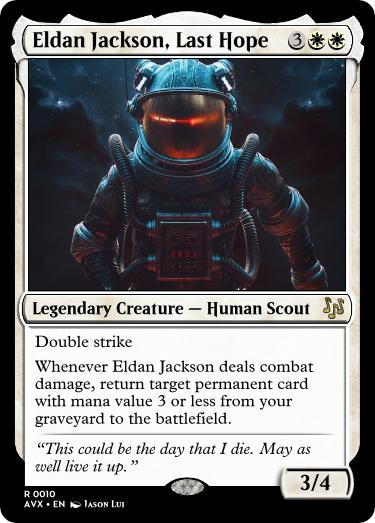 Eldan Jackson, Last Hope 3
Legendary Creature — Human Scout
Double strike
Whenever Eldan Jackson deals combat
damage, return target permanent card
with mana value 3 or less from your
graveyard to the battlefield.
“This could be the day that I die. May as
well live it up.”
3/4
R 0010
AVX • EN Jason Lui